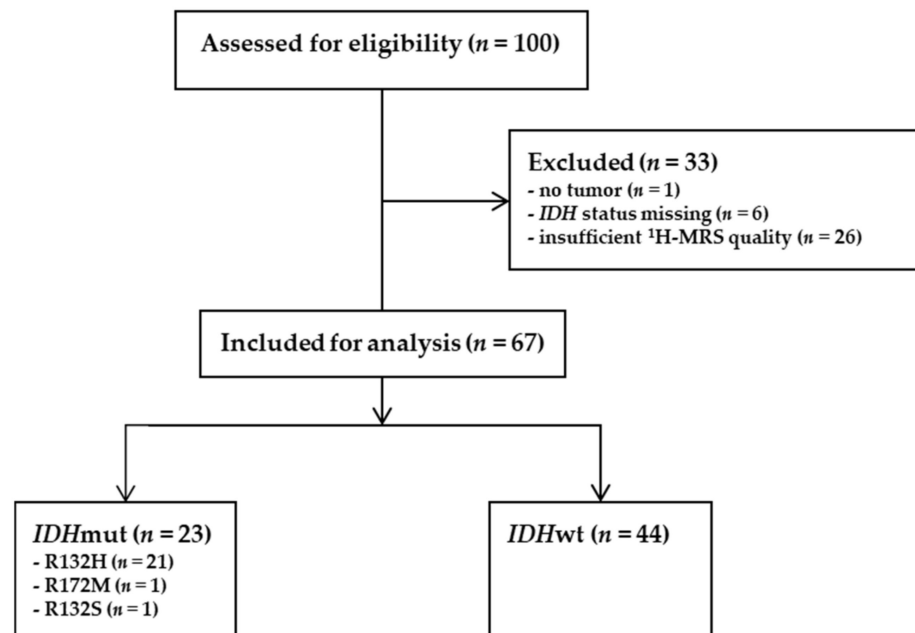 Assessed for eligibility (n = 100)
Excluded (n = 33)
- no tumor (n = 1)
- IDH status missing (n = 6)
- insufficient ¹H-MRS quality (n = 26)
Included for analysis (n = 67)
IDHmut (n = 23)
- R132H (n = 21)
- R172M (n = 1)
- R132S (n = 1)
IDHwt (n = 44)